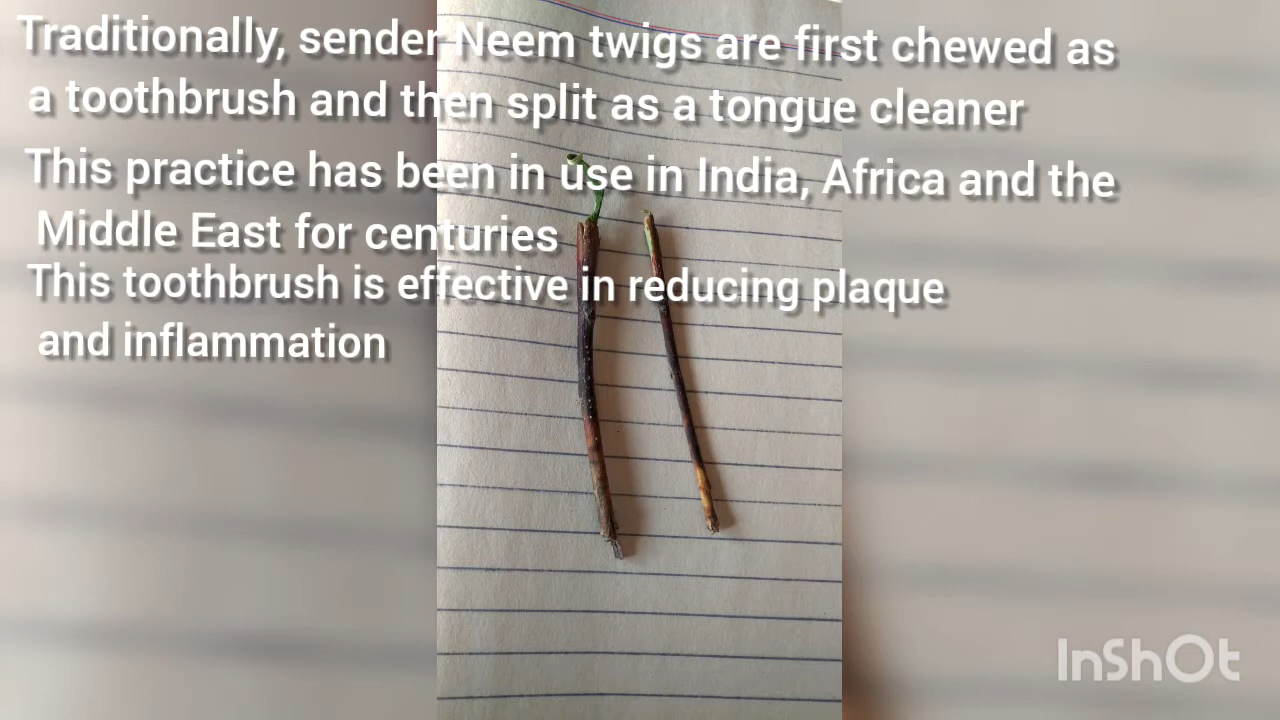 Traditionally, sender Neem twigs are first chewed as
a toothbrush and then split as a tongue cleaner
This practice has been in use in India, Africa and the
Middle East for centuries
This toothbrush is effective in reducing plaque
and inflammation
InShOt